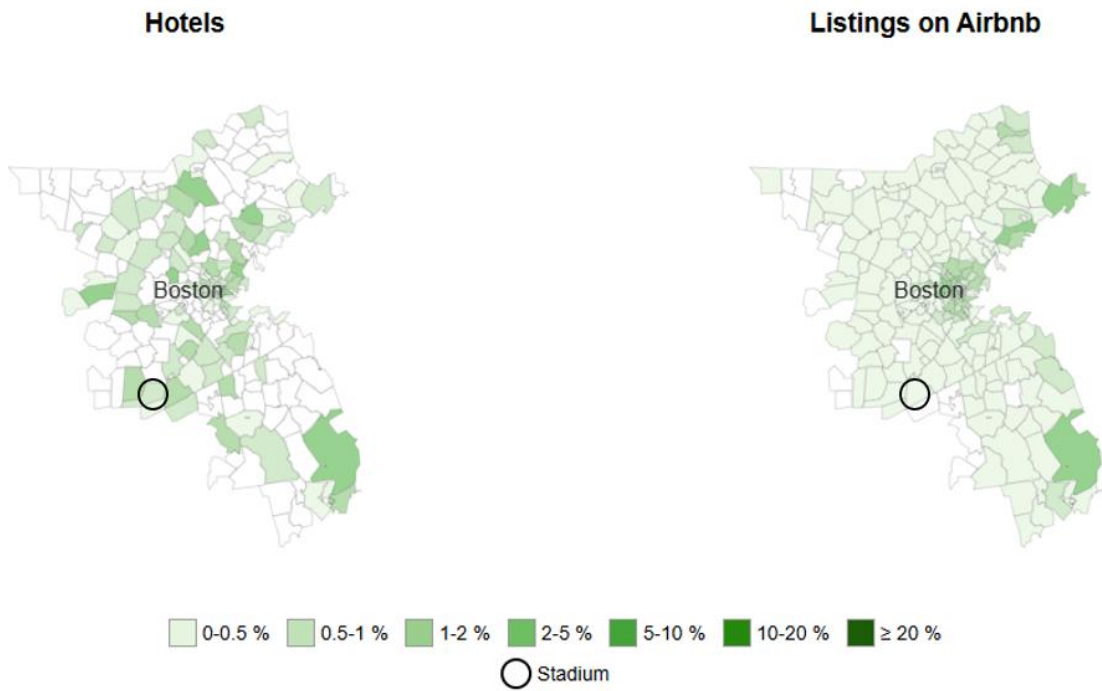 Hotels
Listings on Airbnb
Boston
Boston
0-0.5 %
0.5-1 %
1-2 %
2-5 %
5-10 %
10-20 %
≥ 20 %
Stadium